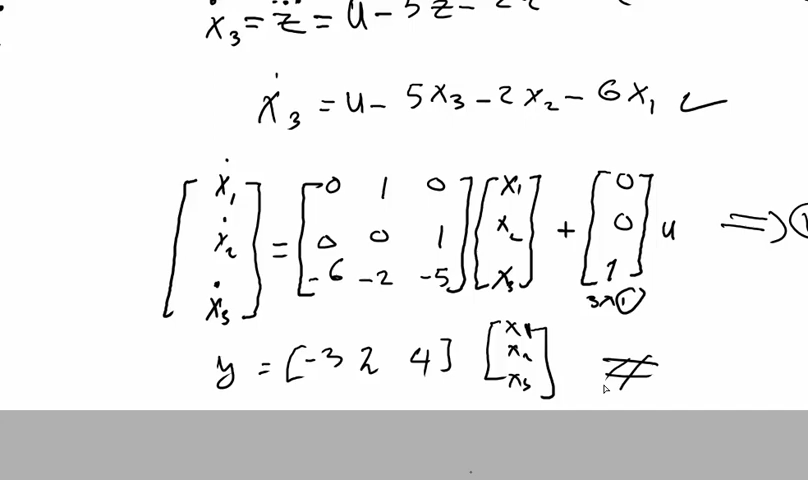 ẋ₃ = z⃛ = u - 5z̈ - 2ż
ẋ₃ = u - 5x₃ - 2x₂ - 6x₁ ✓
[ẋ₁ ẋ₂ ẋ₃] = [0 1 0; 0 0 1; -6 -2 -5] [x₁ x₂ x₃] + [0 0 1] u ⇒ ①
3×1
y = [-3 2 4] [x₁ x₂ x₃] #